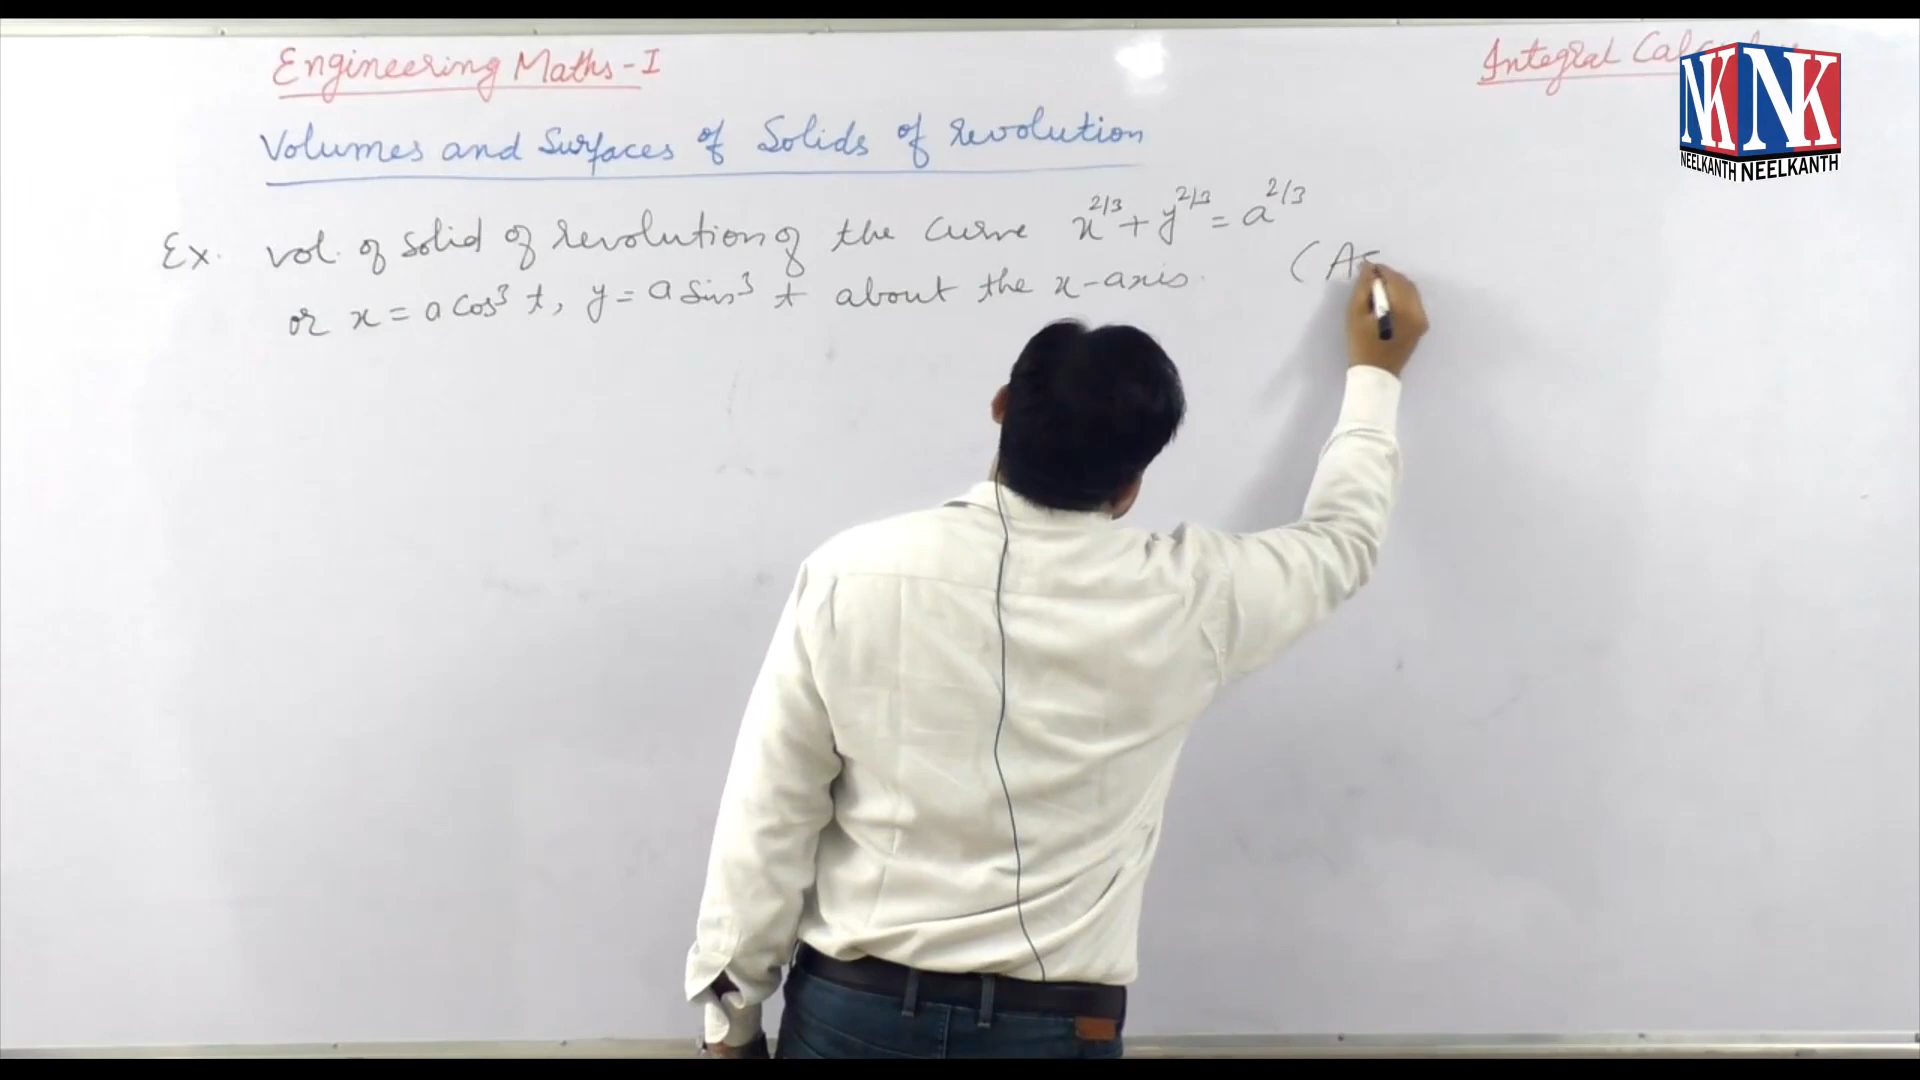 Engineering Maths-I
Integral Cal
NK NK
NEELKANTH NEELKANTH
Volumes and Surfaces of Solids of revolution
Ex. vol. of solid of revolution of the curve x^2/3 + y^2/3 = a^2/3
(As
or x = a cos^3 t, y = a sin^3 t about the x-axis.